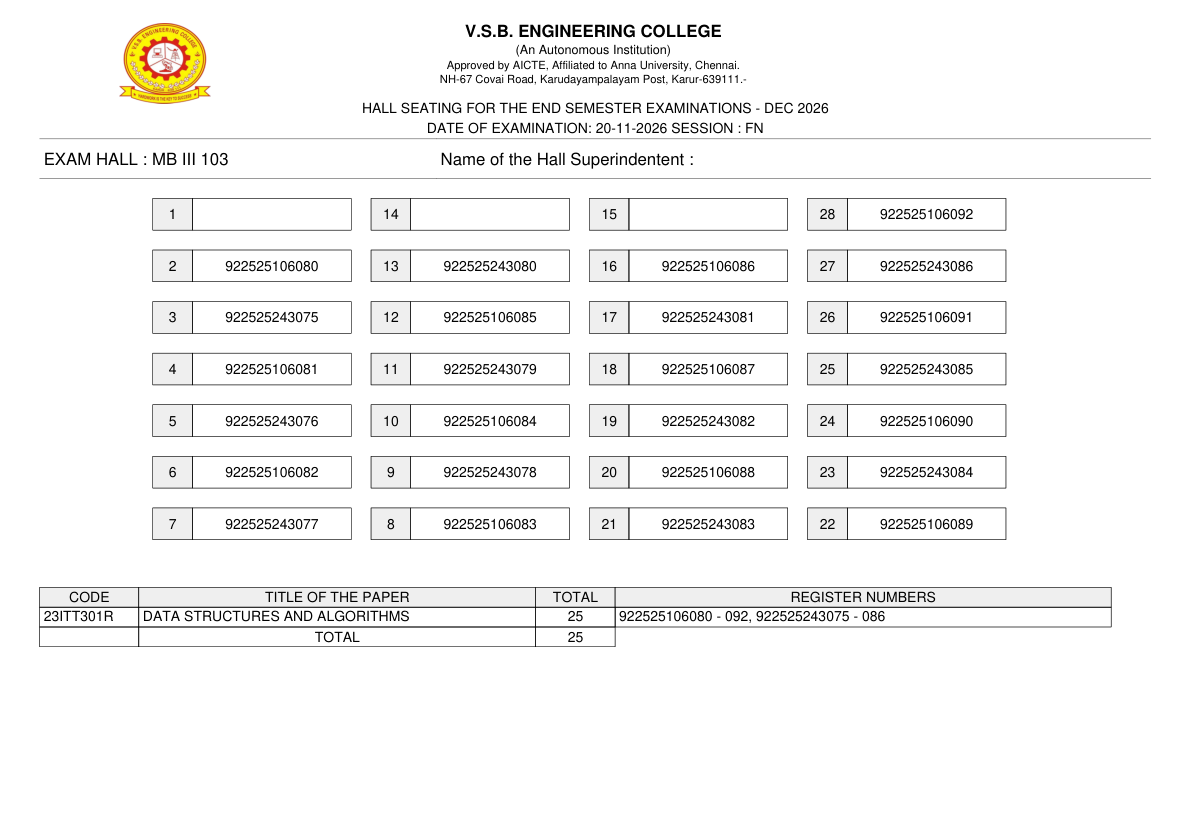 V.S.B. ENGINEERING COLLEGE
(An Autonomous Institution)
Approved by AICTE, Affiliated to Anna University, Chennai.
NH-67 Covai Road, Karudayampalayam Post, Karur-639111.-
HALL SEATING FOR THE END SEMESTER EXAMINATIONS - DEC 2026
DATE OF EXAMINATION: 20-11-2026 SESSION : FN
EXAM HALL : MB III 103 Name of the Hall Superintendent :
1 14 15 28 922525106092
2 922525106080 13 922525243080 16 922525106086 27 922525243086
3 922525243075 12 922525106085 17 922525243081 26 922525106091
4 922525106081 11 922525243079 18 922525106087 25 922525243085
5 922525243076 10 922525106084 19 922525243082 24 922525106090
6 922525106082 9 922525243078 20 922525106088 23 922525243084
7 922525243077 8 922525106083 21 922525243083 22 922525106089
CODE TITLE OF THE PAPER TOTAL REGISTER NUMBERS
23ITT301R DATA STRUCTURES AND ALGORITHMS 25 922525106080 - 092, 922525243075 - 086
TOTAL 25